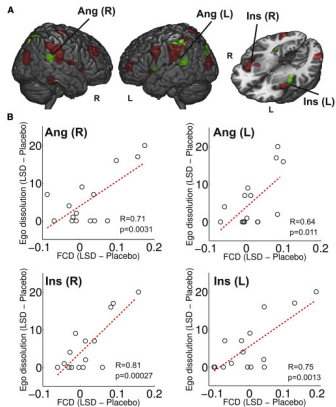 A
Ang (R)
Ang (L)
Ins (R)
R
R
L
L
Ins (L)
B
Ang (R)
Ang (L)
Ego dissolution (LSD – Placebo)
20
10
0
R=0.71
p=0.0031
-0.1 0 0.1 0.2
FCD (LSD – Placebo)
Ego dissolution (LSD – Placebo)
20
10
0
R=0.64
p=0.011
-0.1 0 0.1 0.2
FCD (LSD – Placebo)
Ins (R)
Ins (L)
Ego dissolution (LSD – Placebo)
20
10
0
R=0.81
p=0.00027
-0.1 0 0.1 0.2
FCD (LSD – Placebo)
Ego dissolution (LSD – Placebo)
20
10
0
R=0.75
p=0.0013
-0.1 0 0.1 0.2
FCD (LSD – Placebo)